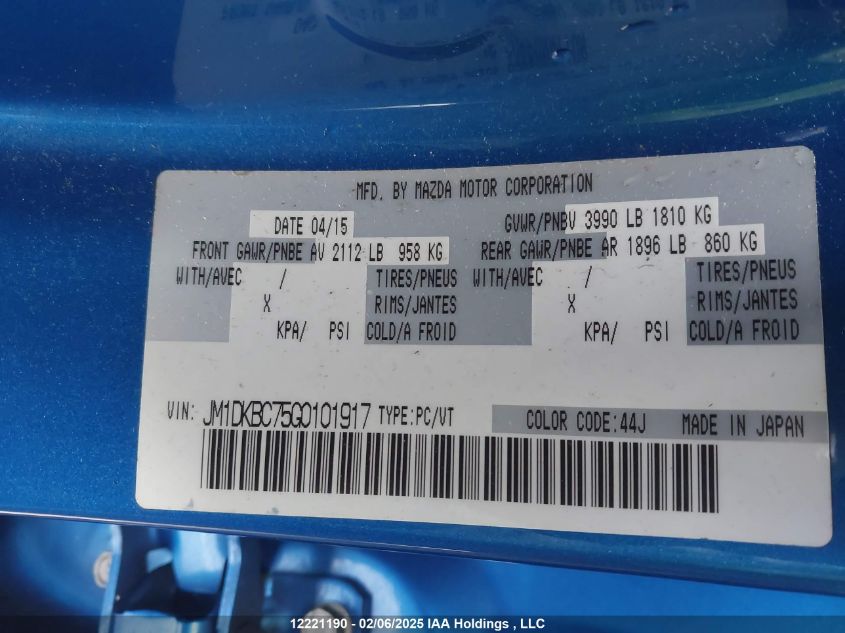 MFD. BY MAZDA MOTOR CORPORATION
DATE 04/15 GVWR/PNBV 3990 LB 1810 KG
FRONT GAWR/PNBE AV 2112 LB 958 KG REAR GAWR/PNBE AR 1896 LB 860 KG
WITH/AVEC / TIRES/PNEUS WITH/AVEC / TIRES/PNEUS
X RIMS/JANTES X RIMS/JANTES
KPA/ PSI COLD/A FROID KPA/ PSI COLD/A FROID
VIN: JM1DKBC75G0101917 TYPE:PC/VT COLOR CODE:44J MADE IN JAPAN
12221190 - 02/06/2025 IAA Holdings , LLC